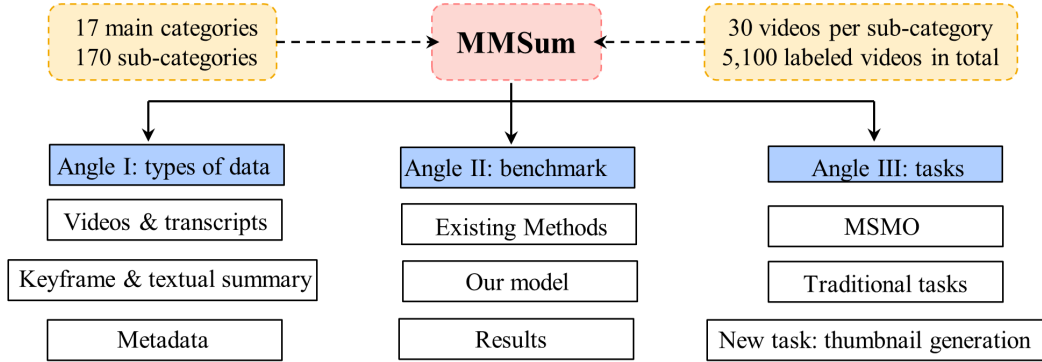 17 main categories
170 sub-categories
MMSum
30 videos per sub-category
5,100 labeled videos in total
Angle I: types of data
Videos & transcripts
Keyframe & textual summary
Metadata
Angle II: benchmark
Existing Methods
Our model
Results
Angle III: tasks
MSMO
Traditional tasks
New task: thumbnail generation